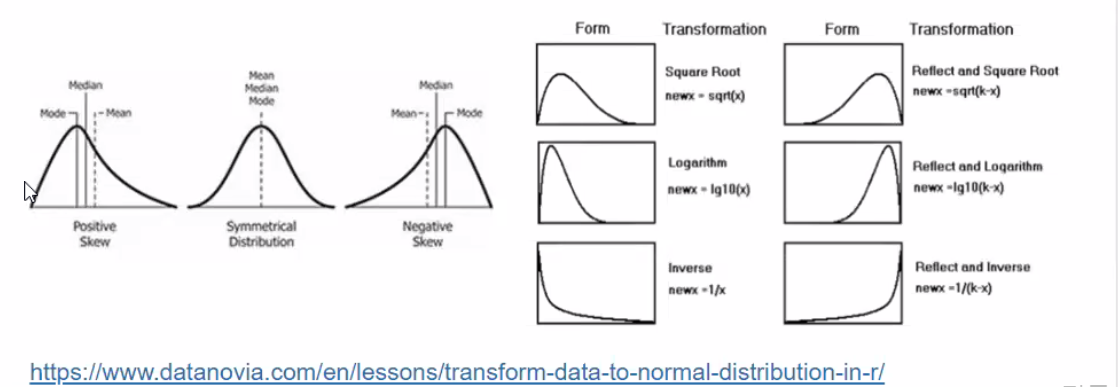 Median
Mode
Mean
Positive
Skew
Mean
Median
Mode
Symmetrical
Distribution
Median
Mean
Mode
Negative
Skew
Form Transformation
Square Root
newx = sqrt(x)
Logarithm
newx = lg10(x)
Inverse
newx =1/x
Form Transformation
Reflect and Square Root
newx =sqrt(k-x)
Reflect and Logarithm
newx =lg10(k-x)
Reflect and Inverse
newx =1/(k-x)
https://www.datanovia.com/en/lessons/transform-data-to-normal-distribution-in-r/